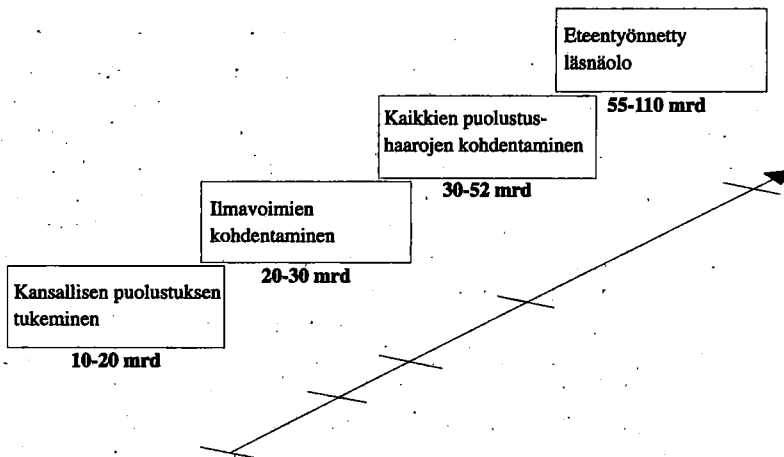 Eteentyönnetty
läsnäolo
55-110 mrd
Kaikkien puolustus-
haarojen kohdentaminen
30-52 mrd
Ilmavoimien
kohdentaminen
20-30 mrd
Kansallisen puolustuksen
tukeminen
10-20 mrd